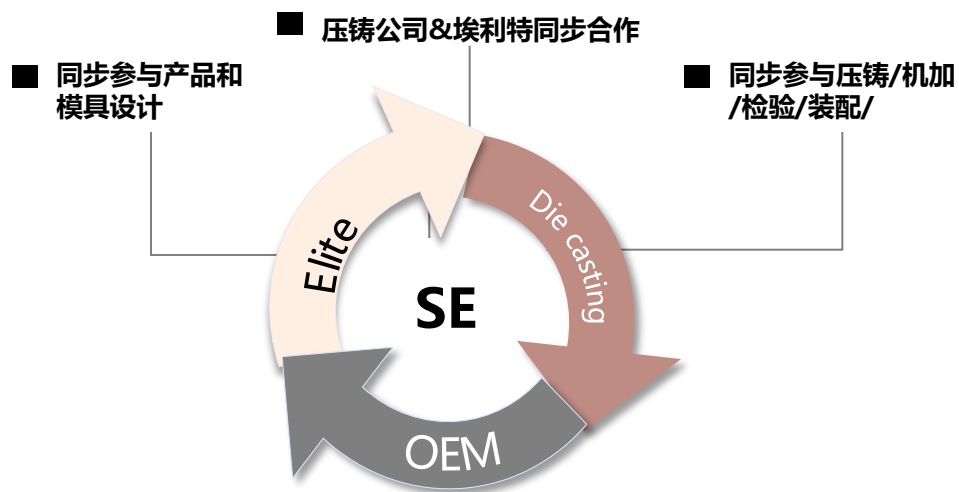 压铸公司&埃利特同步合作
同步参与产品和
模具设计
同步参与压铸/机加
/检验/装配/
Elite
Die casting
SE
OEM